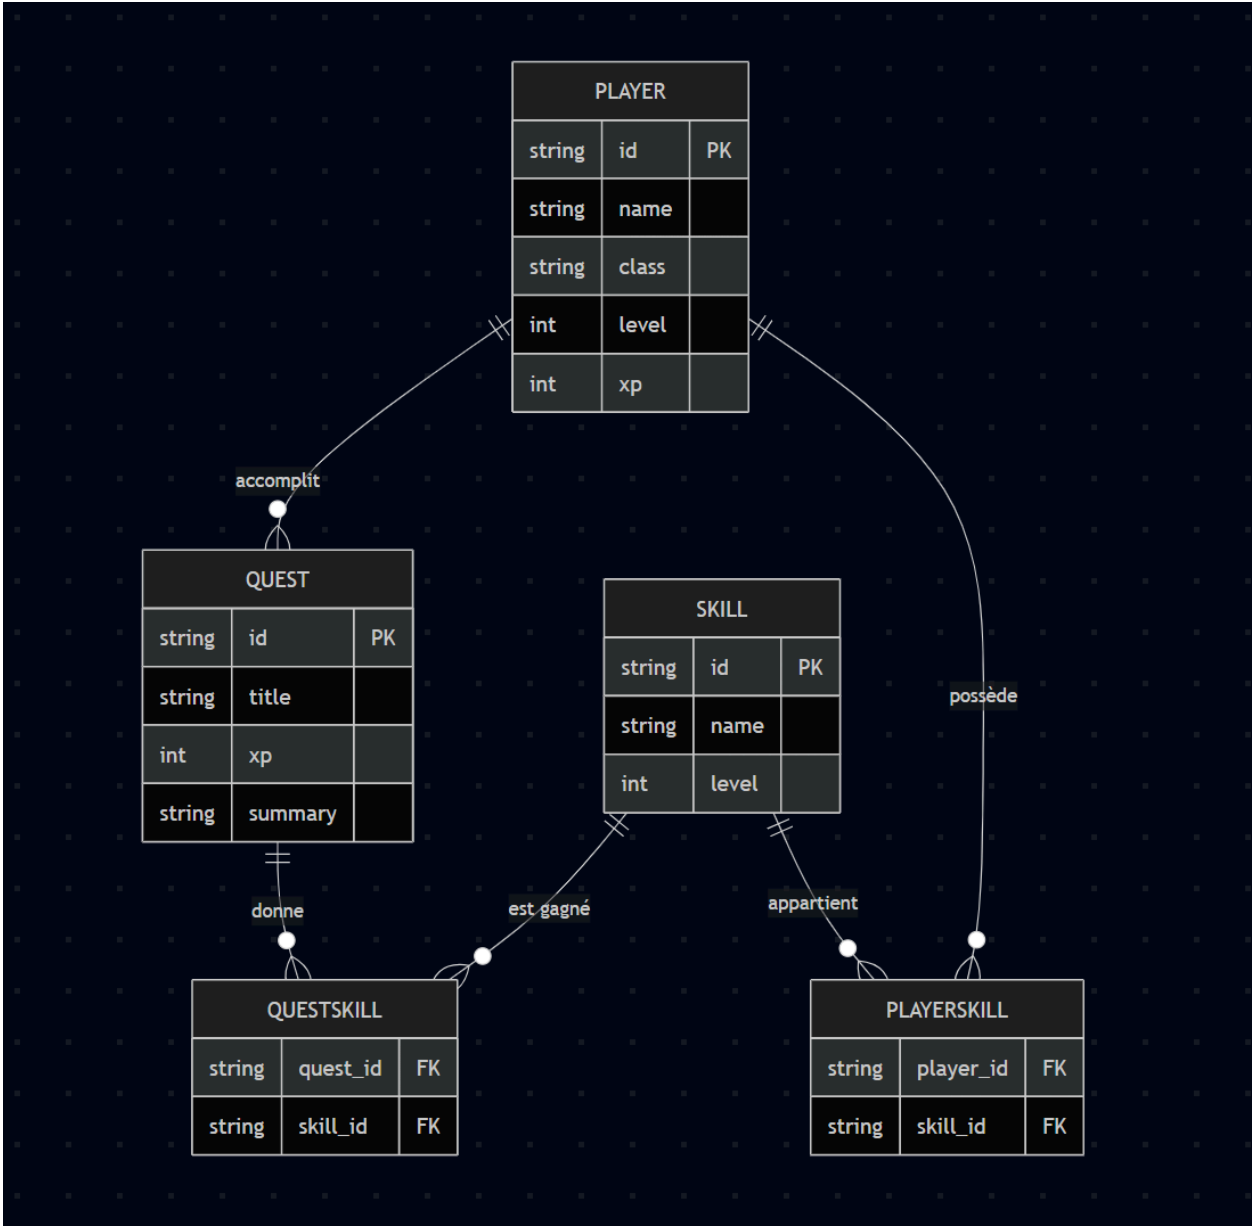 PLAYER
string id PK
string name
string class
int level
int xp
accomplit
QUEST
string id PK
string title
int xp
string summary
SKILL
string id PK
string name
int level
possède
donne
est gagné
appartient
QUESTSKILL
string quest_id FK
string skill_id FK
PLAYERSKILL
string player_id FK
string skill_id FK